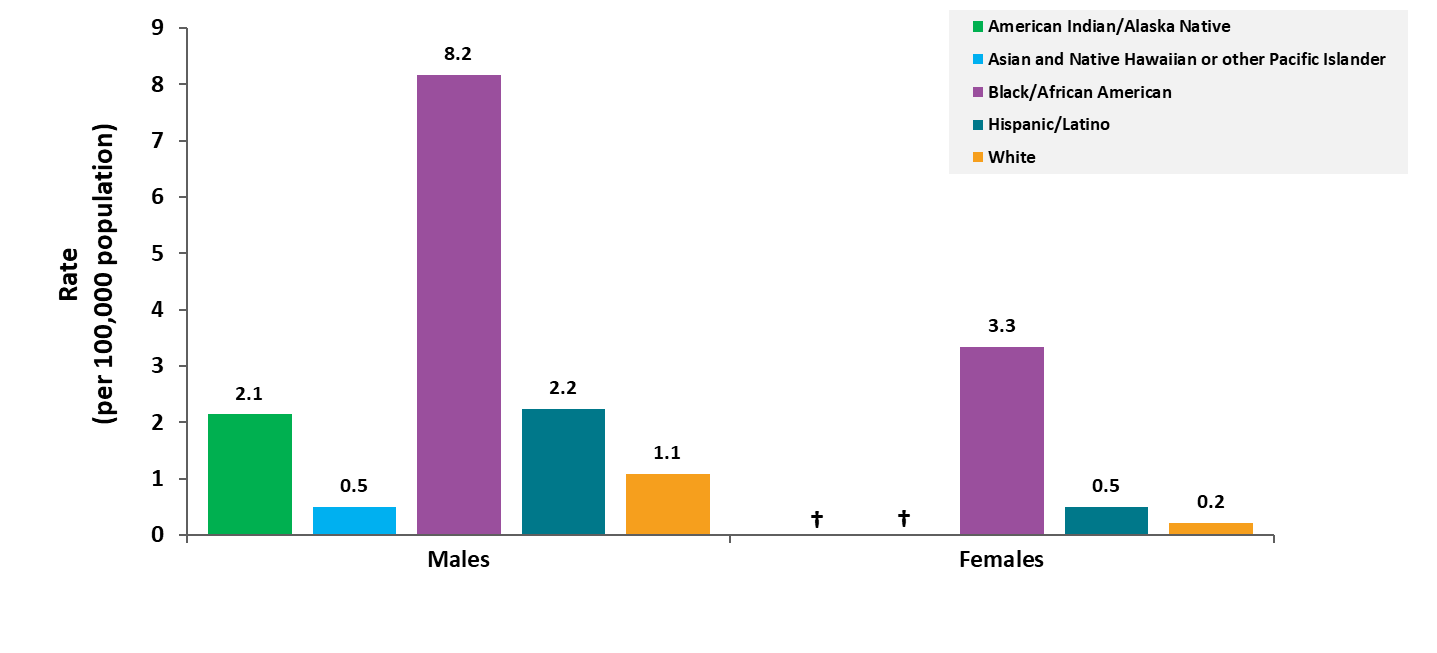 American Indian/Alaska Native
Asian and Native Hawaiian or other Pacific Islander
Black/African American
Hispanic/Latino
White
Rate
(per 100,000 population)
9
8
7
6
5
4
3
2
1
0
2.1
0.5
8.2
2.2
1.1
†
†
3.3
0.5
0.2
Males
Females